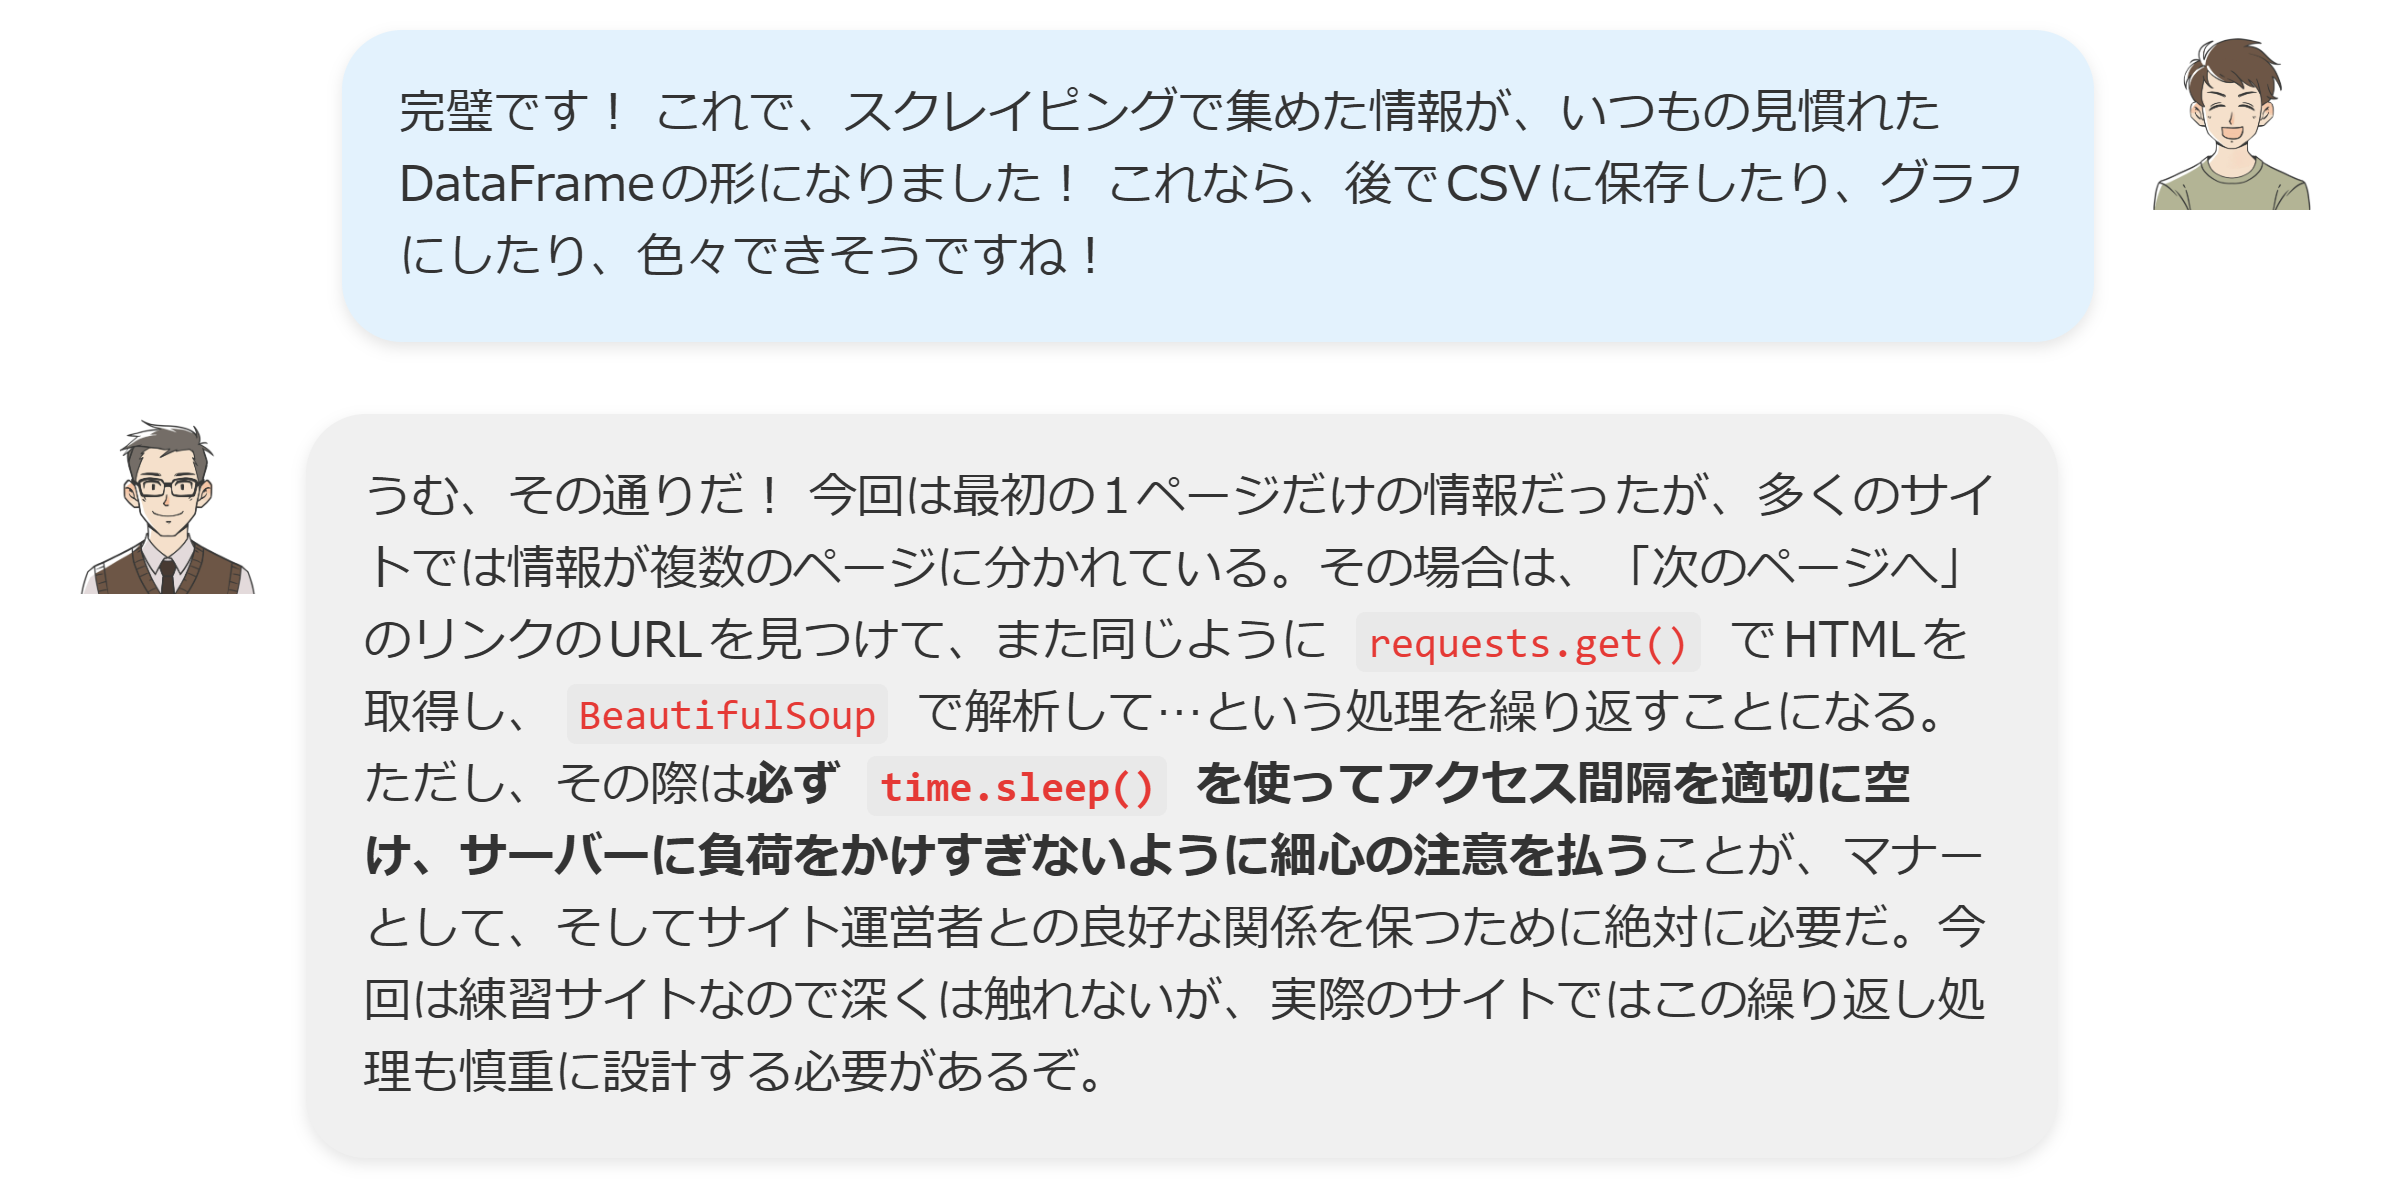 完璧です！ これで、スクレイピングで集めた情報が、いつもの見慣れた
DataFrameの形になりました！ これなら、後でCSVに保存したり、グラフ
にしたり、色々できそうですね！
うむ、その通りだ！ 今回は最初の1ページだけの情報だったが、多くのサイ
トでは情報が複数のページに分かれている。その場合は、「次のページへ」
のリンクのURLを見つけて、また同じように requests.get() でHTMLを
取得し、 BeautifulSoup で解析して…という処理を繰り返すことになる。
ただし、その際は必ず time.sleep() を使ってアクセス間隔を適切に空
け、サーバーに負荷をかけすぎないように細心の注意を払うことが、マナー
として、そしてサイト運営者との良好な関係を保つために絶対に必要だ。今
回は練習サイトなので深くは触れないが、実際のサイトではこの繰り返し処
理も慎重に設計する必要があるぞ。